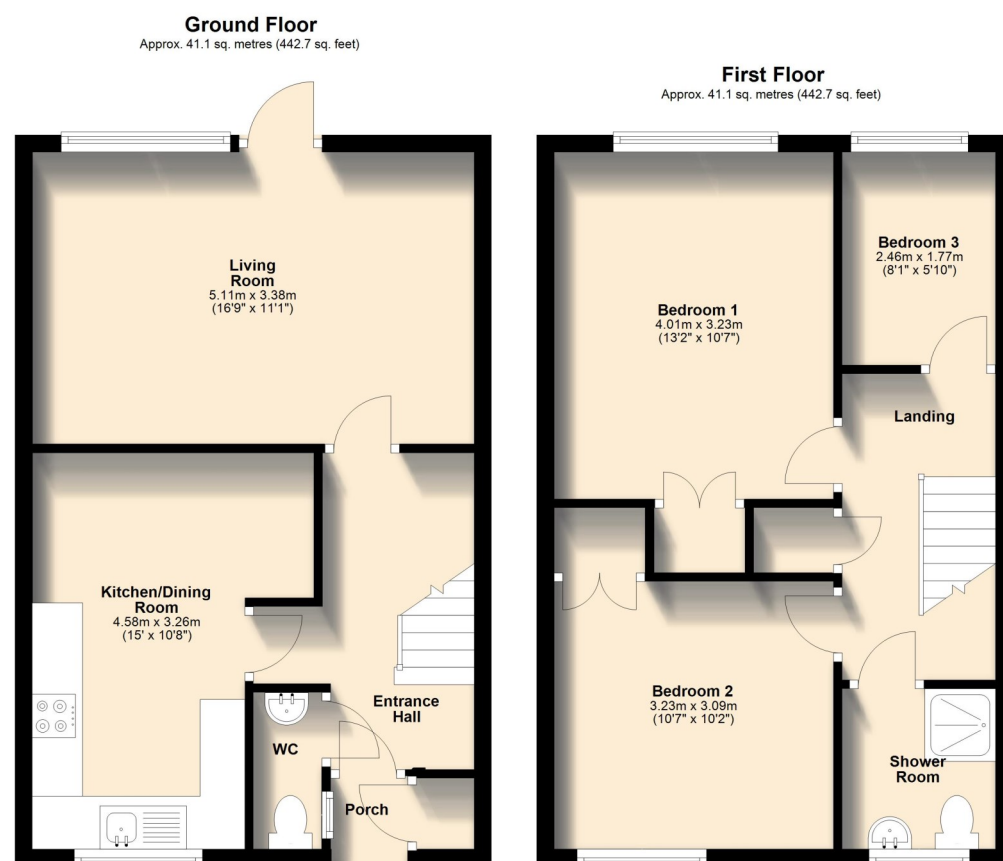 Ground Floor
Approx. 41.1 sq. metres (442.7 sq. feet)
Living
Room
5.11m x 3.38m
(16'9" x 11'1")
Kitchen/Dining
Room
4.58m x 3.26m
(15' x 10'8")
Entrance
Hall
WC
Porch
First Floor
Approx. 41.1 sq. metres (442.7 sq. feet)
Bedroom 3
2.46m x 1.77m
(8'1" x 5'10")
Bedroom 1
4.01m x 3.23m
(13'2" x 10'7")
Landing
Bedroom 2
3.23m x 3.09m
(10'7" x 10'2")
Shower
Room